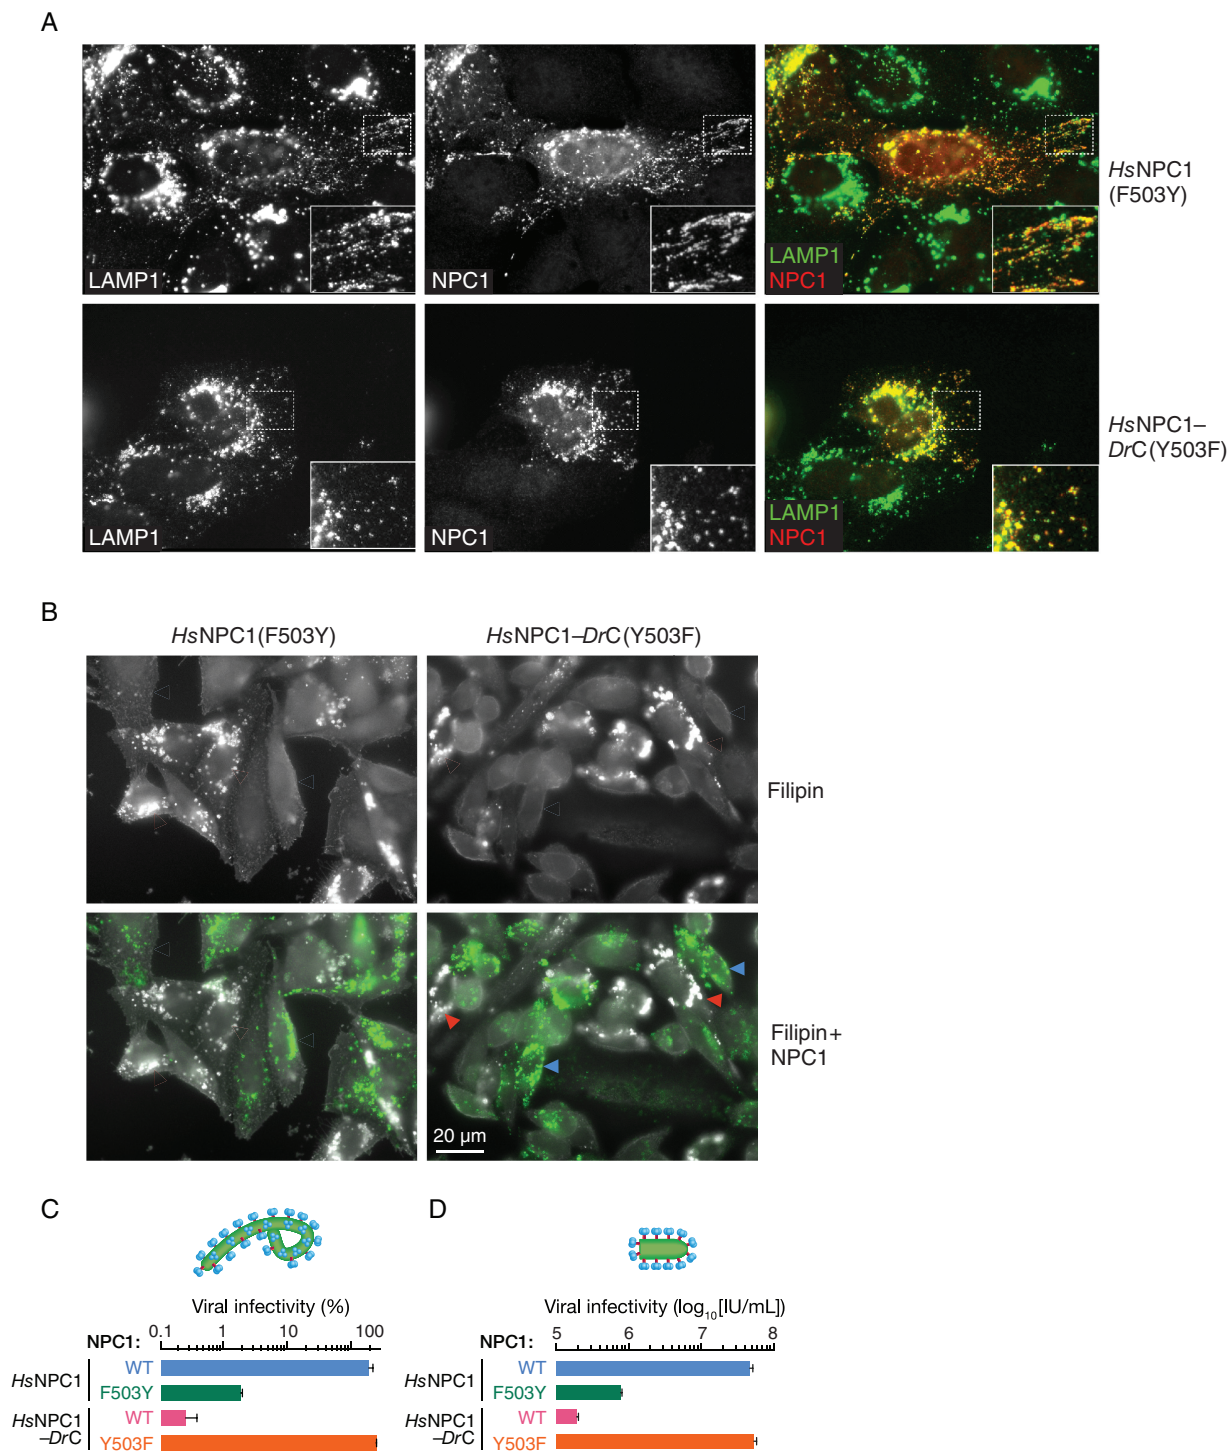 A
LAMP1
NPC1
LAMP1
NPC1
HsNPC1
(F503Y)
LAMP1
NPC1
LAMP1
NPC1
HsNPC1–
DrC(Y503F)
B
HsNPC1(F503Y)
HsNPC1–DrC(Y503F)
Filipin
20 µm
Filipin+
NPC1
C
Viral infectivity (%)
NPC1:
0.1 1 10 100
HsNPC1
WT
F503Y
HsNPC1
–DrC
WT
Y503F
D
Viral infectivity (log10[IU/mL])
NPC1:
5 6 7 8
HsNPC1
WT
F503Y
HsNPC1
–DrC
WT
Y503F